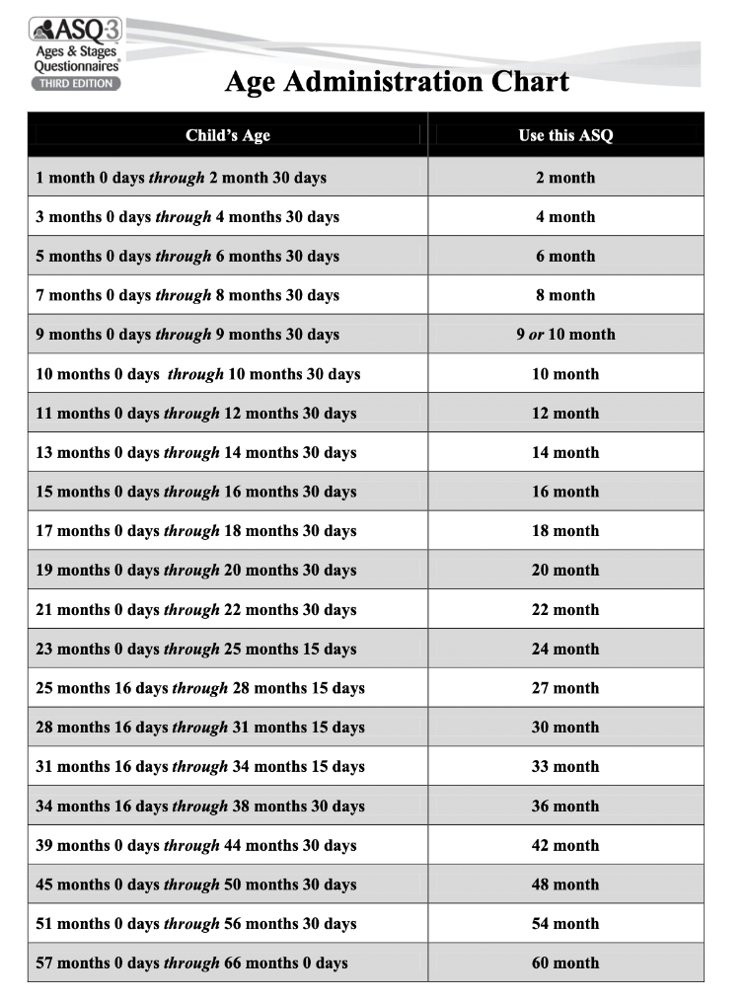 ASQ-3™
Ages & Stages
Questionnaires®
THIRD EDITION
Age Administration Chart
Child’s Age Use this ASQ
1 month 0 days through 2 month 30 days 2 month
3 months 0 days through 4 months 30 days 4 month
5 months 0 days through 6 months 30 days 6 month
7 months 0 days through 8 months 30 days 8 month
9 months 0 days through 9 months 30 days 9 or 10 month
10 months 0 days through 10 months 30 days 10 month
11 months 0 days through 12 months 30 days 12 month
13 months 0 days through 14 months 30 days 14 month
15 months 0 days through 16 months 30 days 16 month
17 months 0 days through 18 months 30 days 18 month
19 months 0 days through 20 months 30 days 20 month
21 months 0 days through 22 months 30 days 22 month
23 months 0 days through 25 months 15 days 24 month
25 months 16 days through 28 months 15 days 27 month
28 months 16 days through 31 months 15 days 30 month
31 months 16 days through 34 months 15 days 33 month
34 months 16 days through 38 months 30 days 36 month
39 months 0 days through 44 months 30 days 42 month
45 months 0 days through 50 months 30 days 48 month
51 months 0 days through 56 months 30 days 54 month
57 months 0 days through 66 months 0 days 60 month